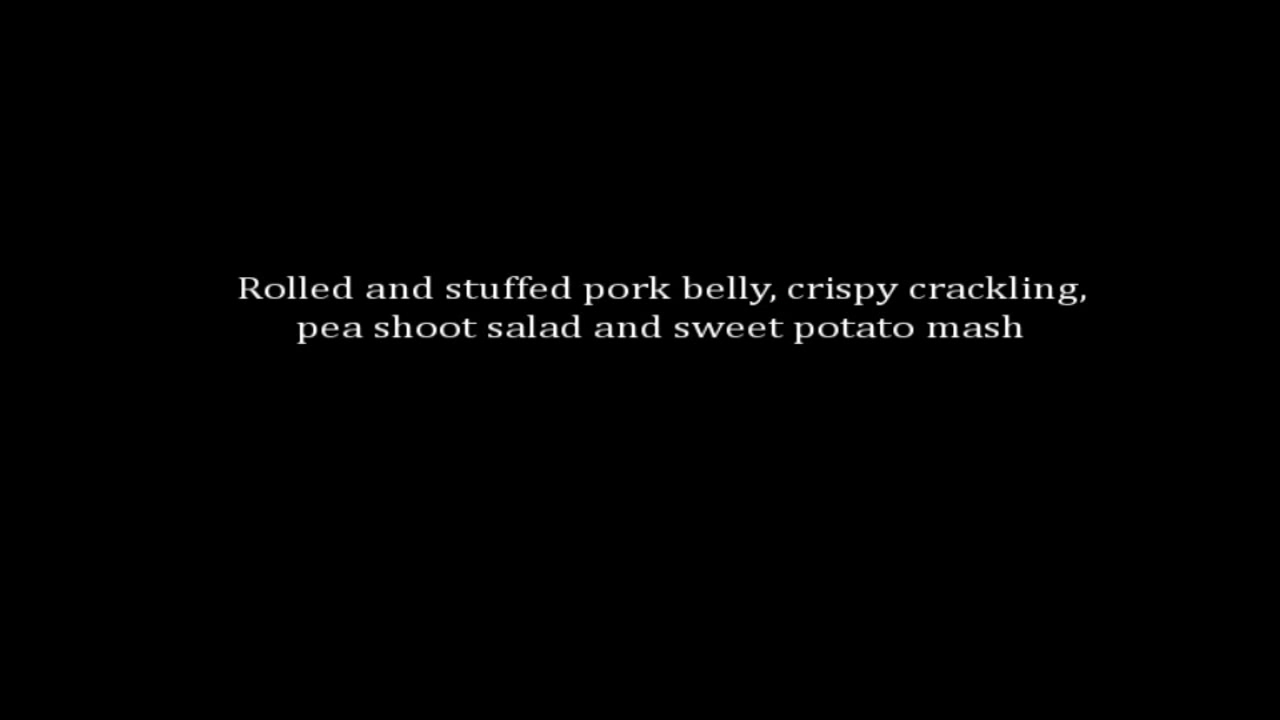 Rolled and stuffed pork belly, crispy crackling,
pea shoot salad and sweet potato mash